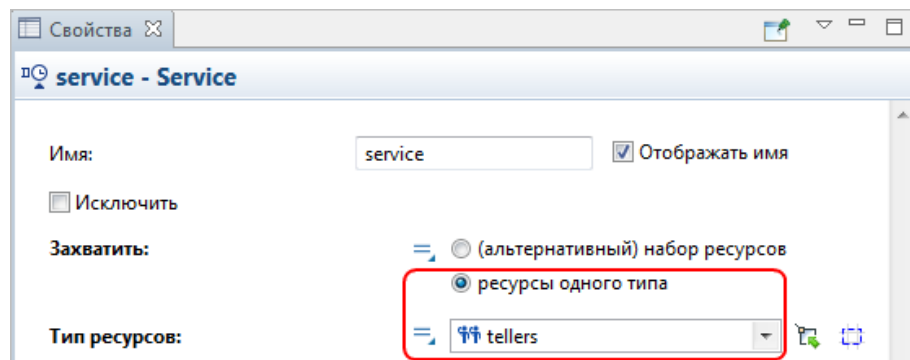 Свойства
service - Service
Имя: service Отображать имя
Исключить
Захватить: (альтернативный) набор ресурсов
ресурсы одного типа
Тип ресурсов: tellers